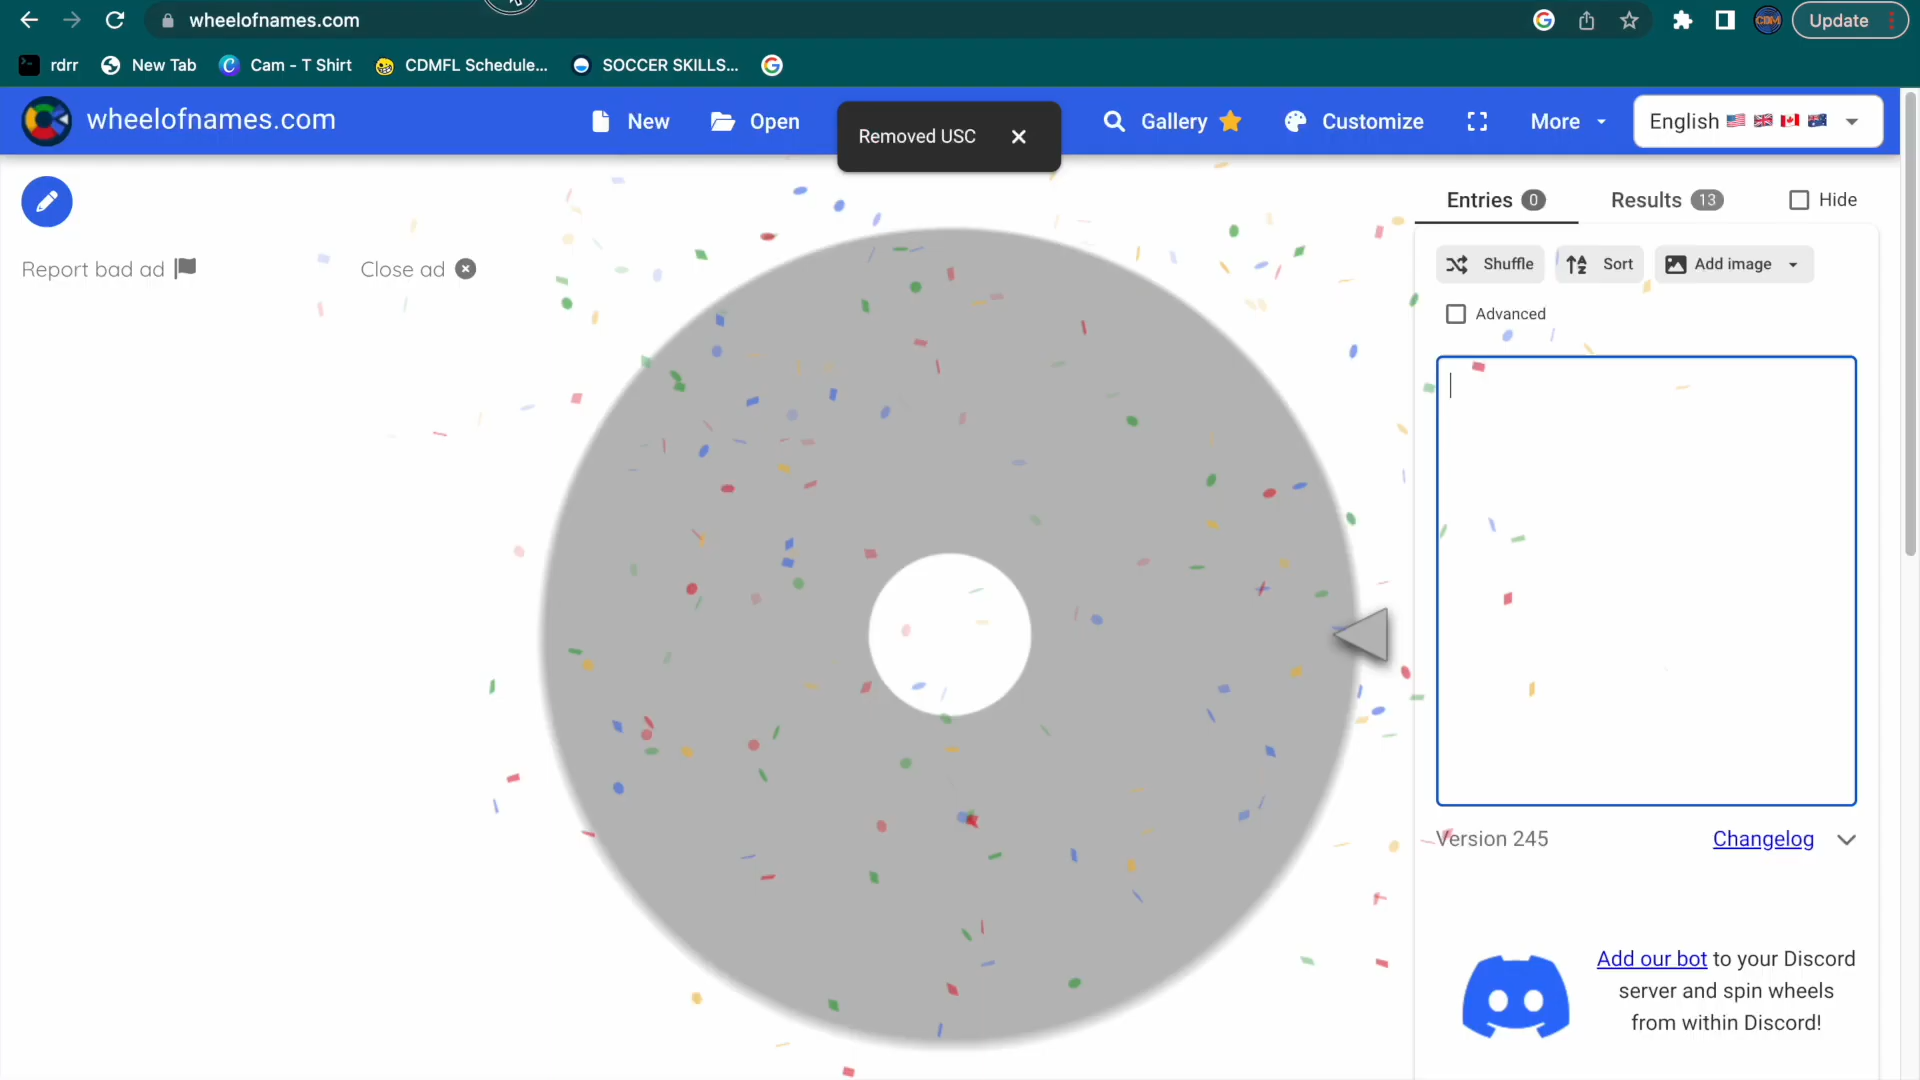 wheelofnames.com
Update
rdrr
New Tab
Cam - T Shirt
CDMFL Schedule...
SOCCER SKILLS...
wheelofnames.com
New
Open
Removed USC
Gallery
Customize
More
English
Report bad ad
Close ad
Entries 0
Results 13
Hide
Shuffle
Sort
Add image
Advanced
Version 245
Changelog
Add our bot to your Discord
server and spin wheels
from within Discord!